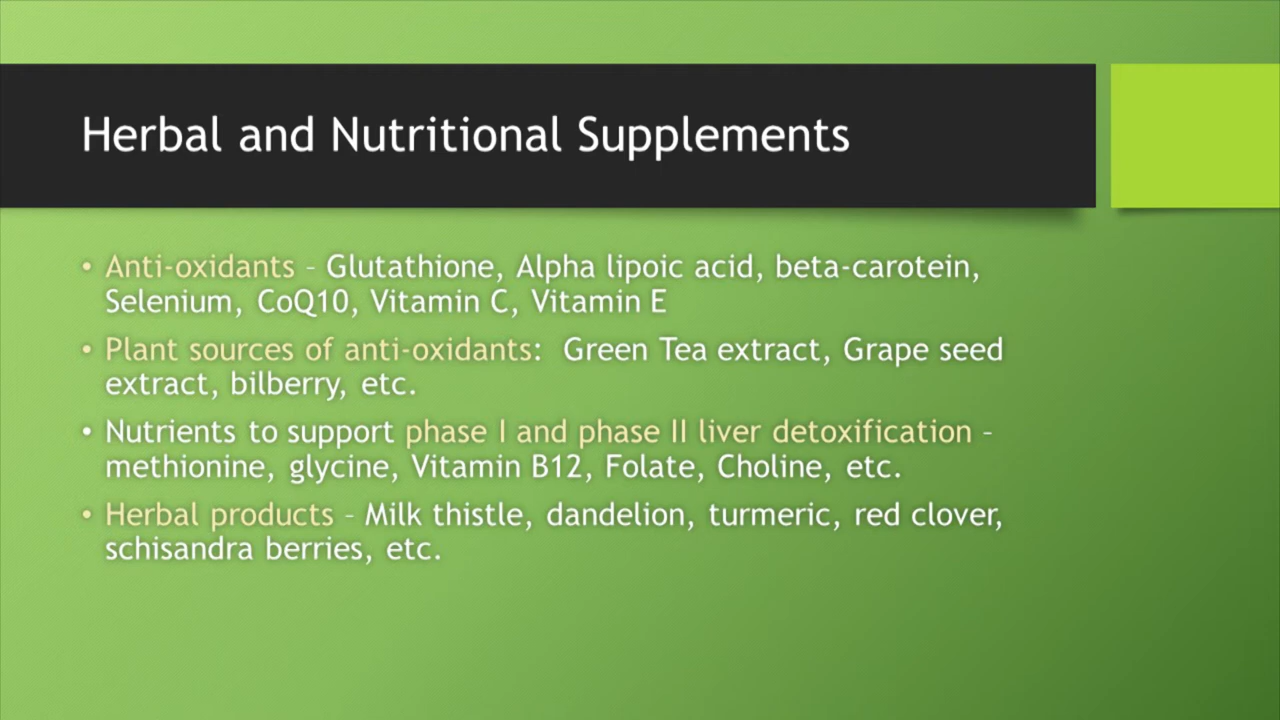 Herbal and Nutritional Supplements
• Anti-oxidants – Glutathione, Alpha lipoic acid, beta-carotein,
Selenium, CoQ10, Vitamin C, Vitamin E
• Plant sources of anti-oxidants:  Green Tea extract, Grape seed
extract, bilberry, etc.
• Nutrients to support phase I and phase II liver detoxification –
methionine, glycine, Vitamin B12, Folate, Choline, etc.
• Herbal products – Milk thistle, dandelion, turmeric, red clover,
schisandra berries, etc.